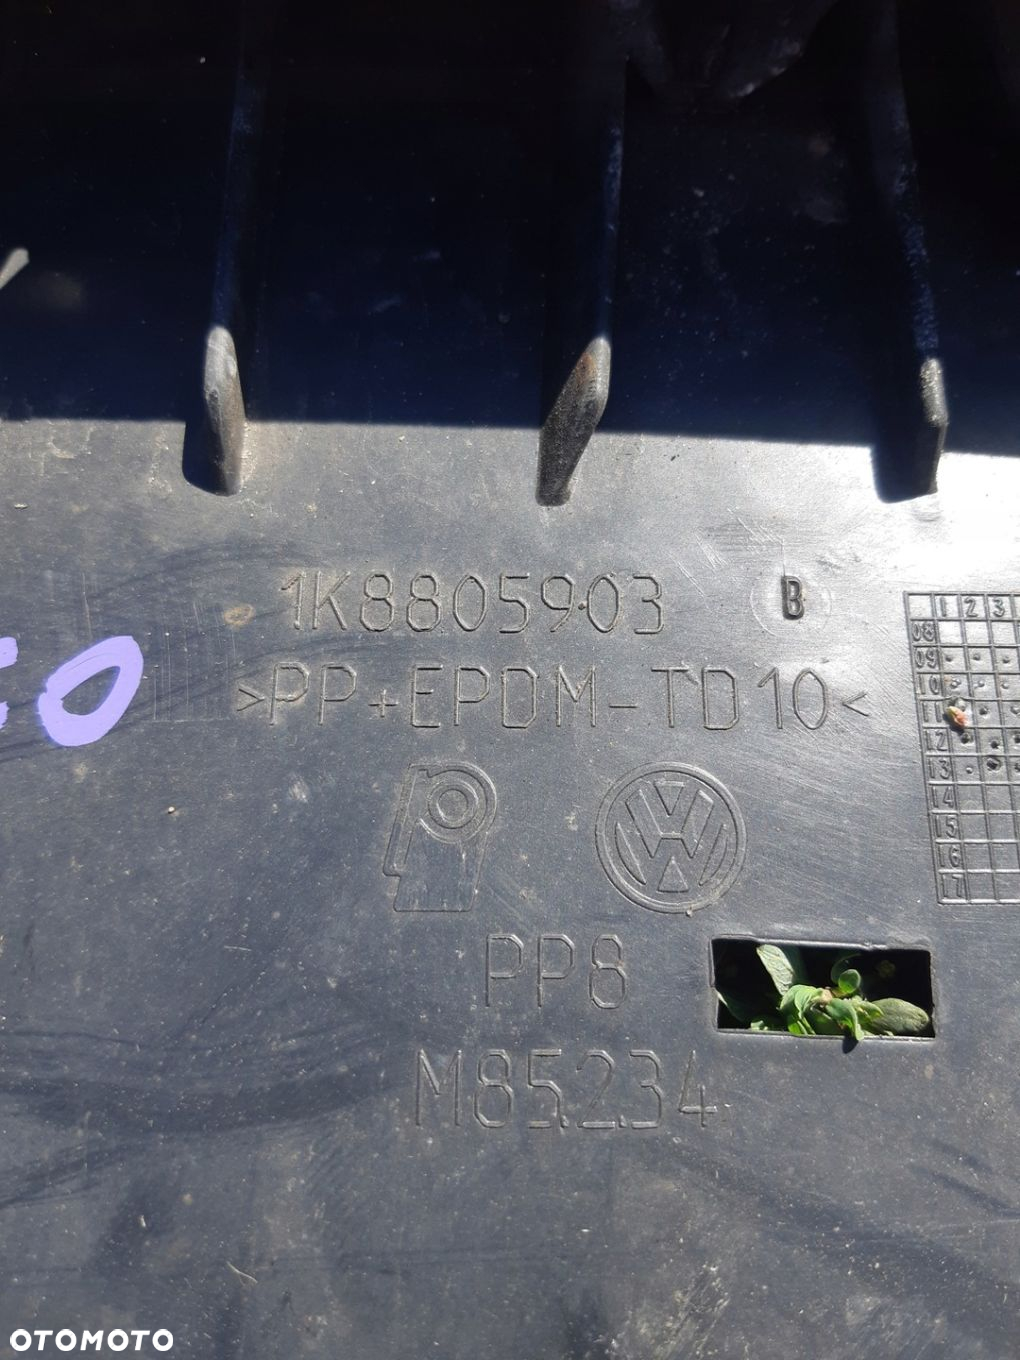 1K8805903 B
>PP+EPDM-TD10<
PP8
M85234
1 2 3
08
09
10
11
12
13
14
15
16
17
OTOMOTO